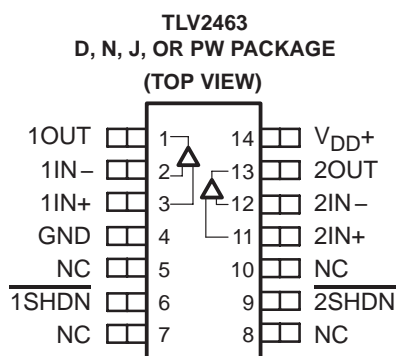 TLV2463
D, N, J, OR PW PACKAGE
(TOP VIEW)
1OUT 1 14 VDD+
1IN− 2 13 2OUT
1IN+ 3 12 2IN−
GND 4 11 2IN+
NC 5 10 NC
1SHDN 6 9 2SHDN
NC 7 8 NC